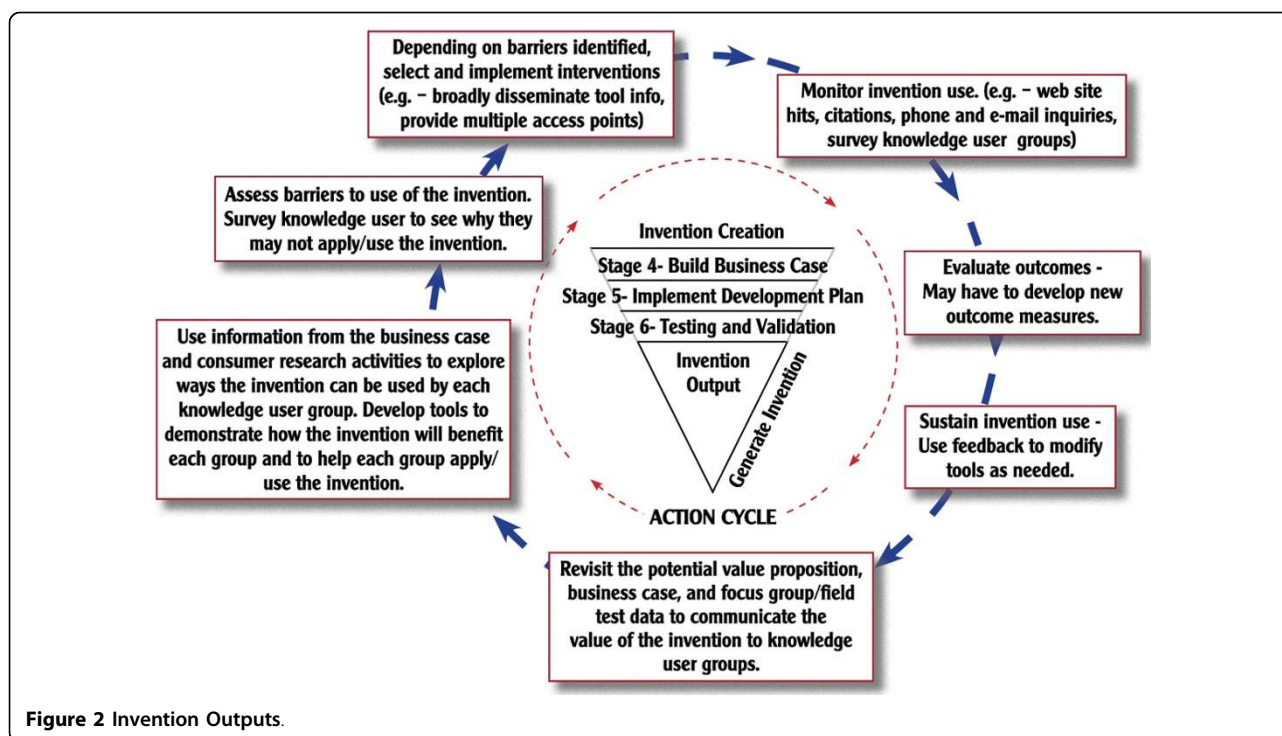 Depending on barriers identified,
select and implement interventions
(e.g. – broadly disseminate tool info,
provide multiple access points)
Monitor invention use. (e.g. – web site
hits, citations, phone and e-mail inquiries,
survey knowledge user groups)
Assess barriers to use of the invention.
Survey knowledge user to see why they
may not apply/use the invention.
Invention Creation
Stage 4- Build Business Case
Stage 5- Implement Development Plan
Stage 6- Testing and Validation
Invention
Output
Generate Invention
ACTION CYCLE
Evaluate outcomes -
May have to develop new
outcome measures.
Use information from the business case
and consumer research activities to explore
ways the invention can be used by each
knowledge user group. Develop tools to
demonstrate how the invention will benefit
each group and to help each group apply/
use the invention.
Sustain invention use -
Use feedback to modify
tools as needed.
Revisit the potential value proposition,
business case, and focus group/field
test data to communicate the
value of the invention to knowledge
user groups.
Figure 2 Invention Outputs.